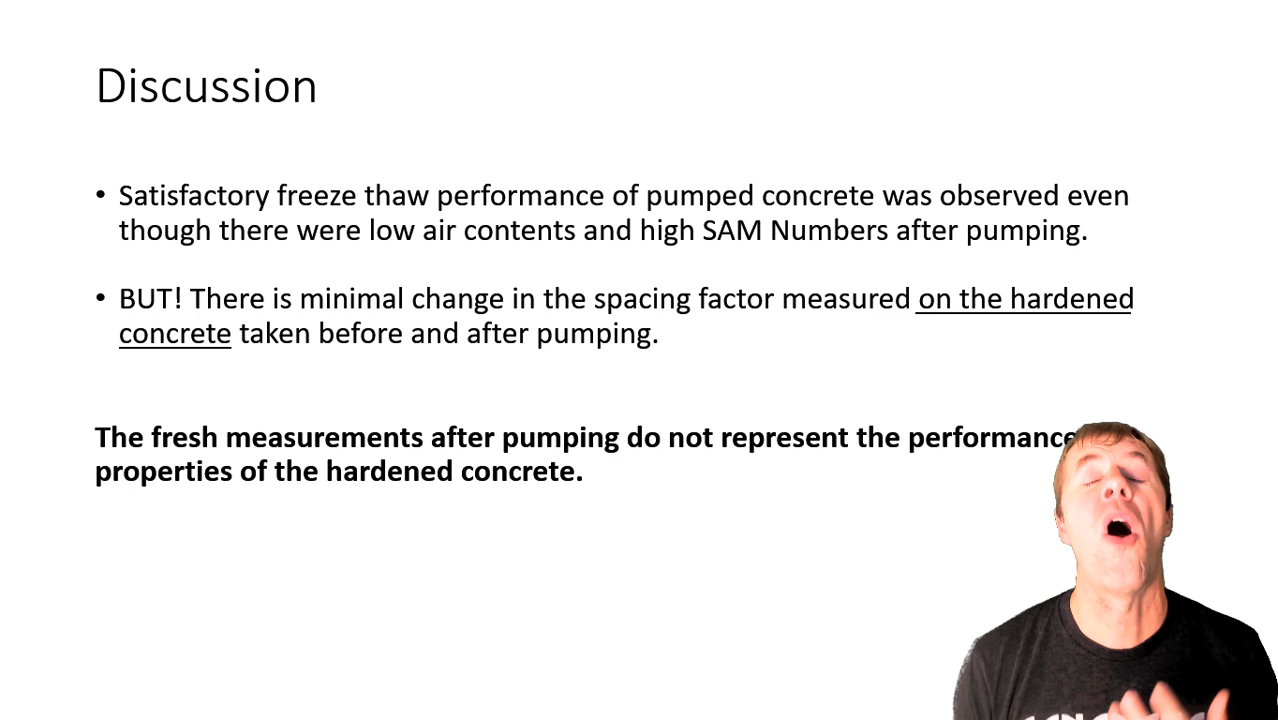 Discussion
• Satisfactory freeze thaw performance of pumped concrete was observed even
though there were low air contents and high SAM Numbers after pumping.
• BUT! There is minimal change in the spacing factor measured on the hardened
concrete taken before and after pumping.
The fresh measurements after pumping do not represent the performance
properties of the hardened concrete.